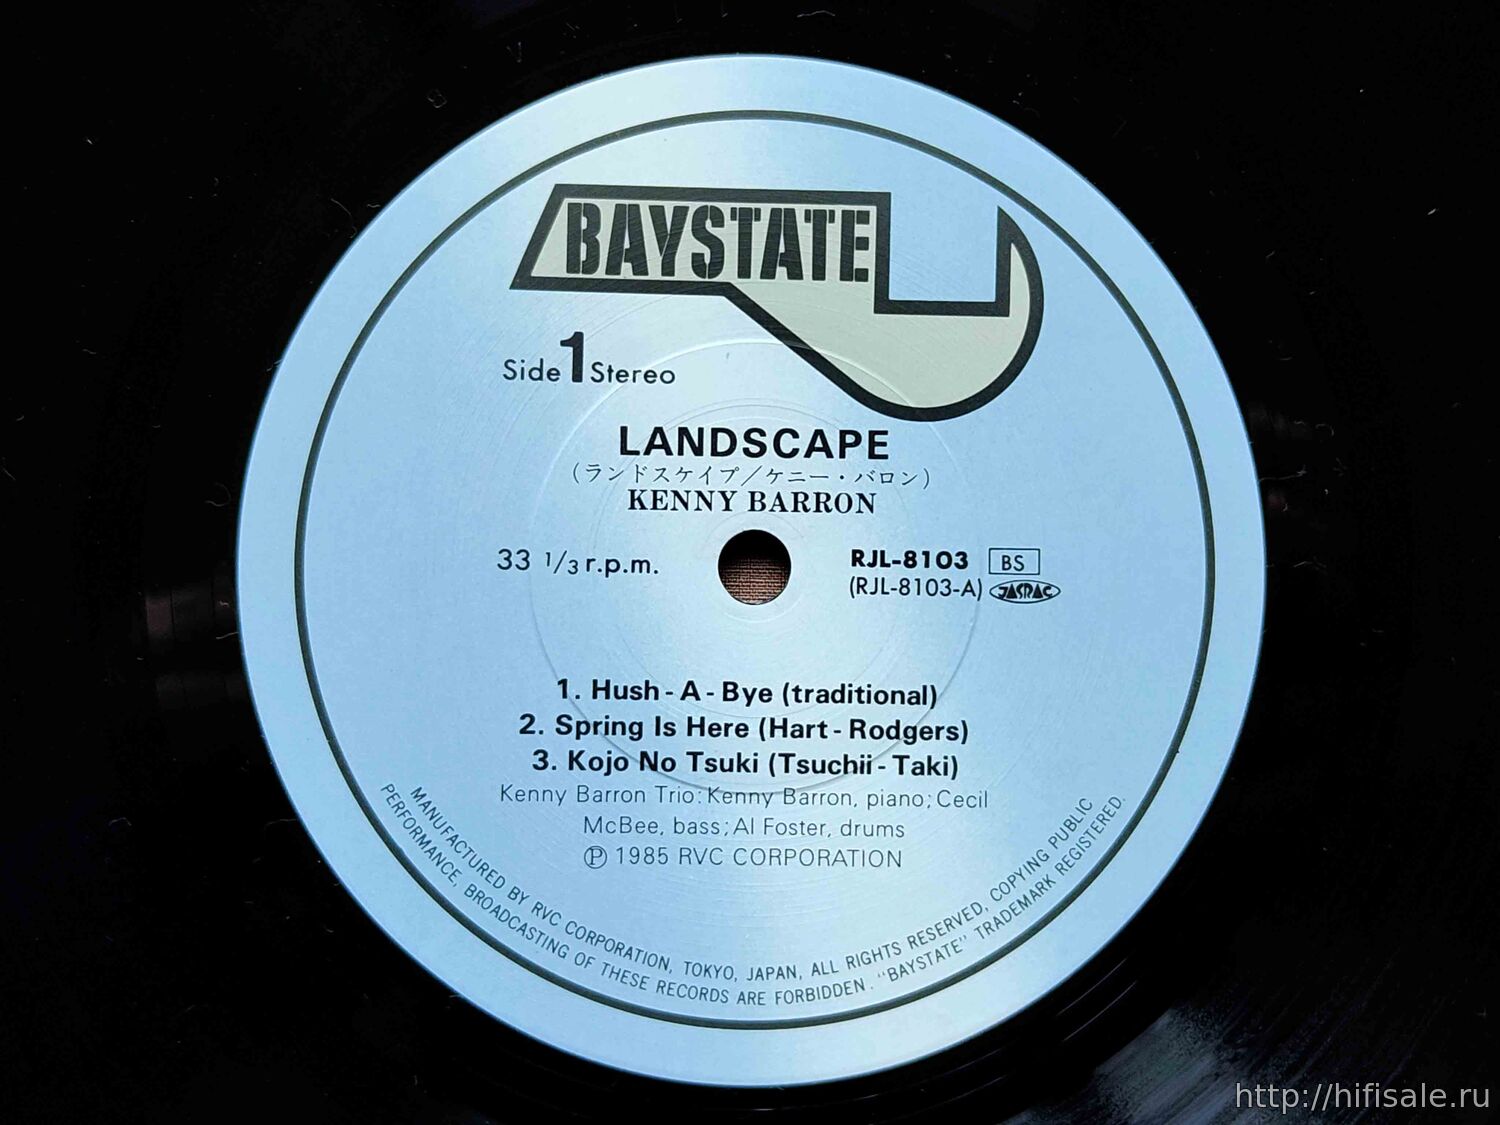 BAYSTATE
Side 1 Stereo
LANDSCAPE
(ランドスケイプ/ケニー・バロン)
KENNY BARRON
33 1/3 r.p.m.
RJL-8103 BS
(RJL-8103-A) JASRAC
1. Hush - A - Bye (traditional)
2. Spring Is Here (Hart - Rodgers)
3. Kojo No Tsuki (Tsuchii - Taki)
Kenny Barron Trio: Kenny Barron, piano; Cecil
McBee, bass; Al Foster, drums
Ⓟ 1985 RVC CORPORATION
MANUFACTURED BY RVC CORPORATION, TOKYO, JAPAN, ALL RIGHTS RESERVED, COPYING PUBLIC
PERFORMANCE, BROADCASTING OF THESE RECORDS ARE FORBIDDEN. "BAYSTATE" TRADEMARK REGISTERED.
http://hifisale.ru